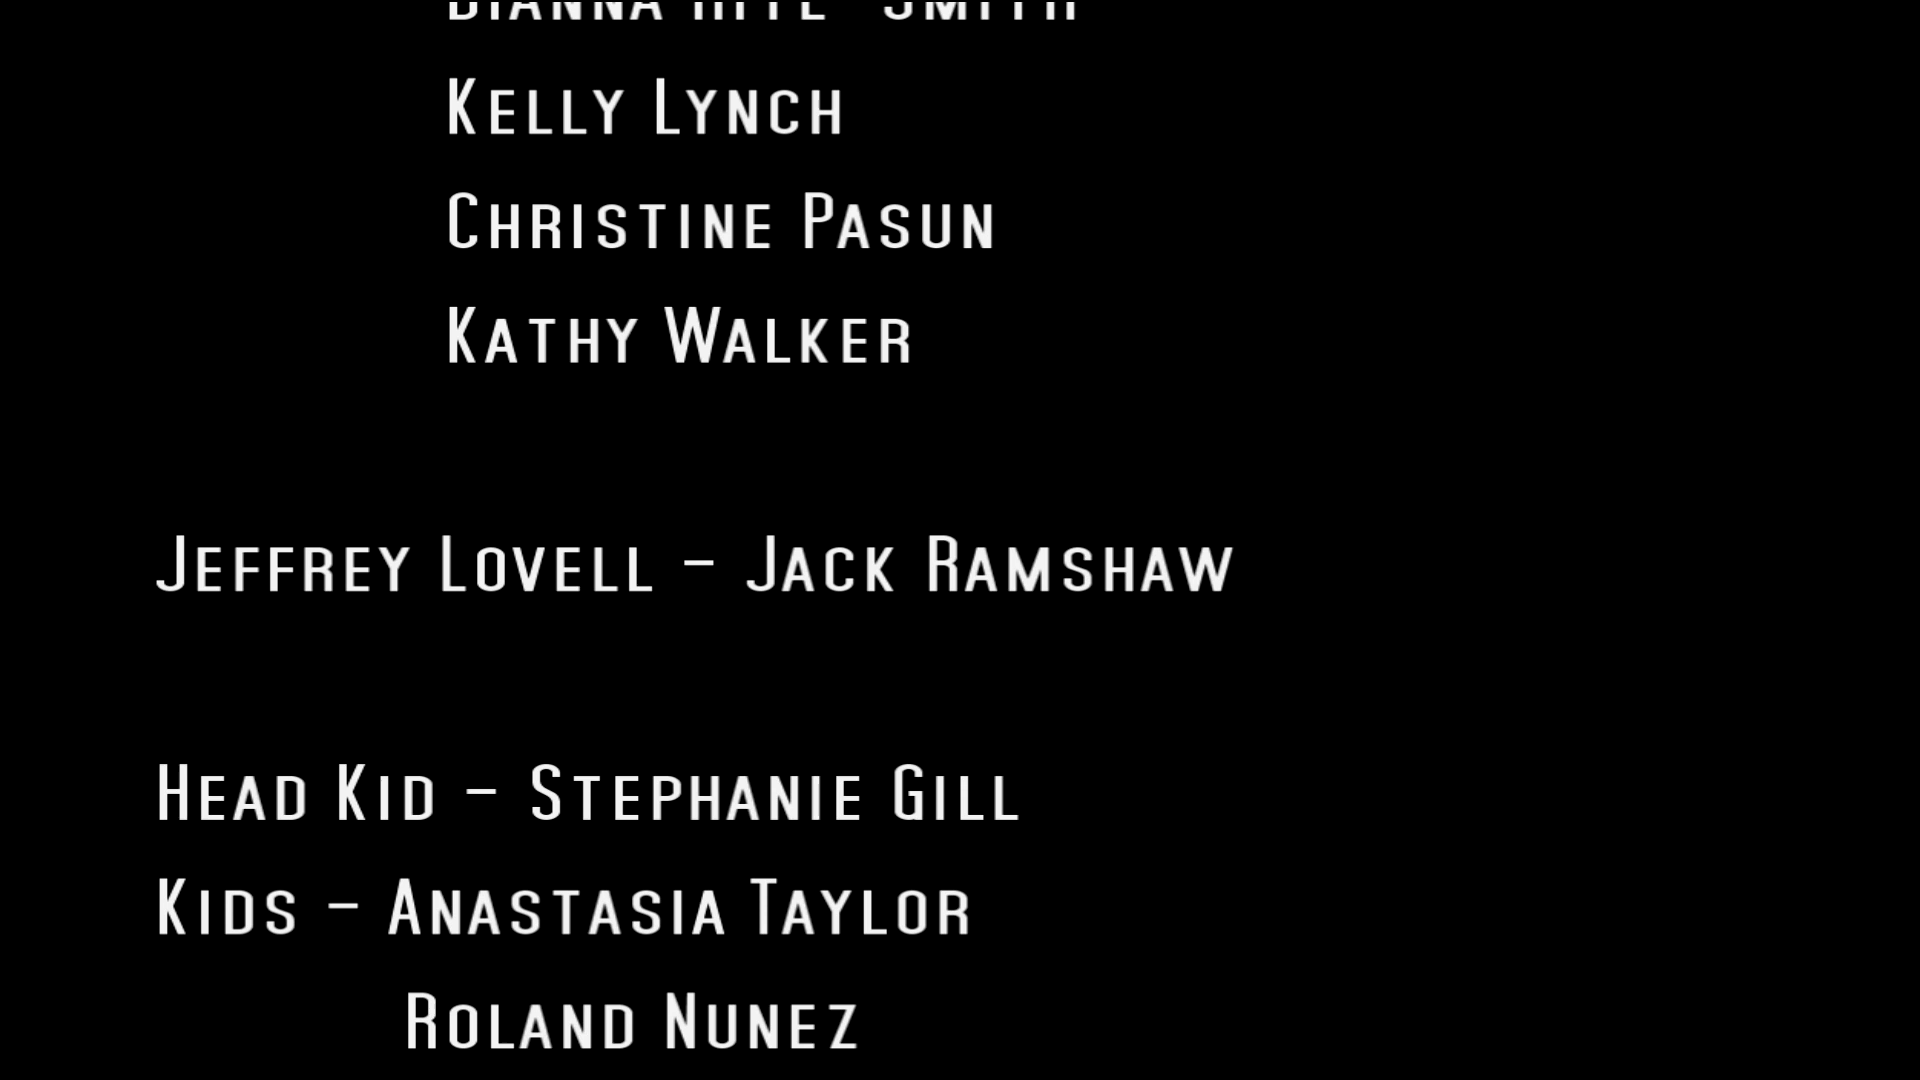 Kelly Lynch
Christine Pasun
Kathy Walker
Jeffrey Lovell - Jack Ramshaw
Head Kid - Stephanie Gill
Kids - Anastasia Taylor
Roland Nunez